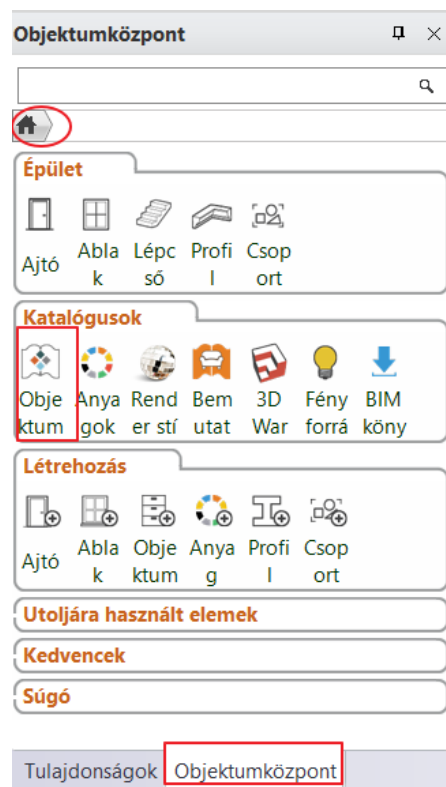 Objektumközpont
Épület
Ajtó
Abla
k
Lépc
ső
Profi
l
Csop
ort
Katalógusok
Obje
ktum
Anya
gok
Rend
er stí
Bem
utat
3D
War
Fény
forrá
BIM
köny
Létrehozás
Ajtó
Abla
k
Obje
ktum
Anya
g
Profi
l
Csop
ort
Utoljára használt elemek
Kedvencek
Súgó
Tulajdonságok
Objektumközpont